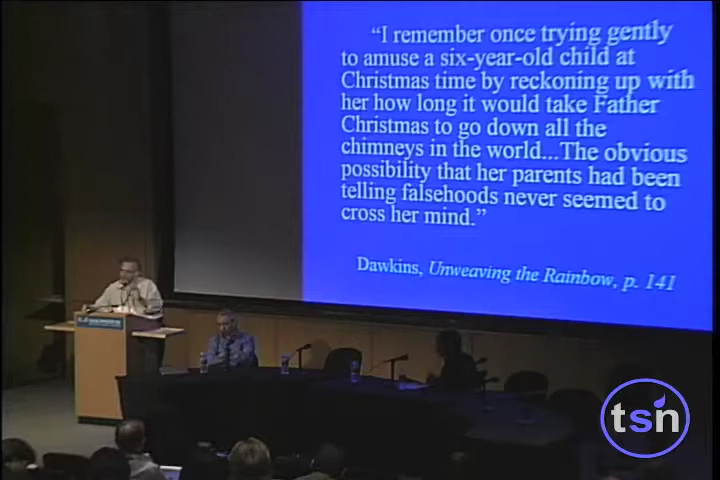 “I remember once trying gently
to amuse a six-year-old child at
Christmas time by reckoning up with
her how long it would take Father
Christmas to go down all the
chimneys in the world...The obvious
possibility that her parents had been
telling falsehoods never seemed to
cross her mind.”
Dawkins, Unweaving the Rainbow, p. 141
tsn